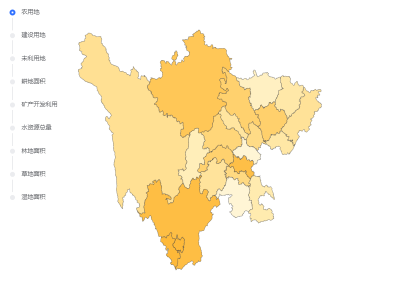 农用地
建设用地
未利用地
耕地面积
矿产开发利用
水资源总量
林地面积
草地面积
湿地面积